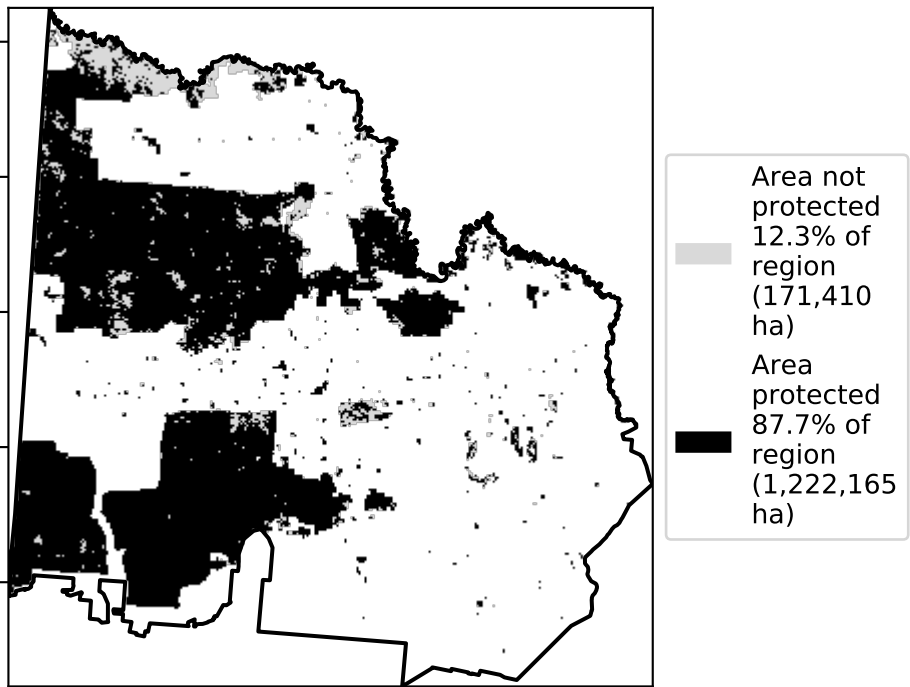 Area not
protected
12.3% of
region
(171,410
ha)
Area
protected
87.7% of
region
(1,222,165
ha)